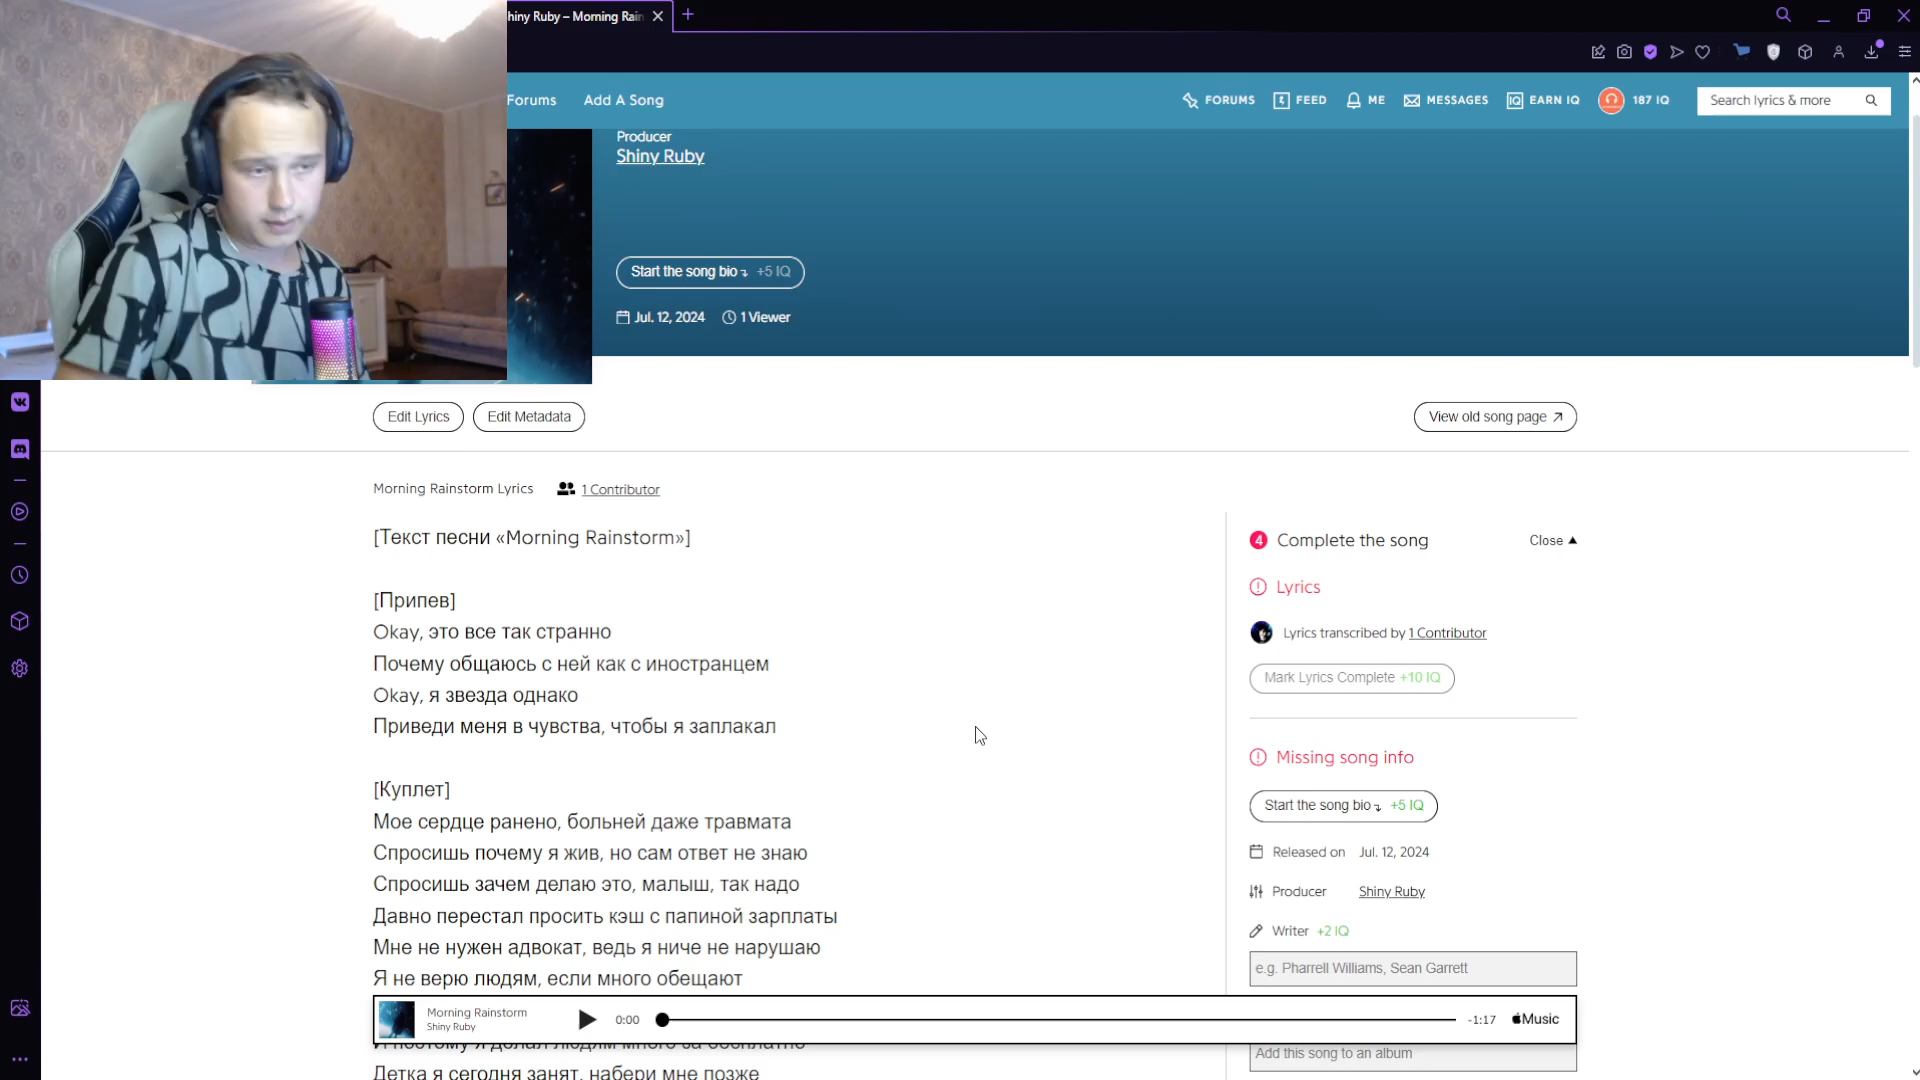 Shiny Ruby – Morning Rain
Forums
Add A Song
FORUMS
FEED
ME
MESSAGES
IQ
EARN IQ
187 IQ
Search lyrics & more
Producer
Shiny Ruby
Start the song bio +5 IQ
Jul. 12, 2024
1 Viewer
Edit Lyrics
Edit Metadata
View old song page
Morning Rainstorm Lyrics
1 Contributor
[Текст песни «Morning Rainstorm»]
[Припев]
Okay, это все так странно
Почему общаюсь с ней как с иностранцем
Okay, я звезда однако
Приведи меня в чувства, чтобы я заплакал
[Куплет]
Мое сердце ранено, больней даже травмата
Спросишь почему я жив, но сам ответ не знаю
Спросишь зачем делаю это, малыш, так надо
Давно перестал просить кэш с папиной зарплаты
Мне не нужен адвокат, ведь я ниче не нарушаю
Я не верю людям, если много обещают
И поэтому я делал людям много за бесплатно
Детка я сегодня занят, набери мне позже
4 Complete the song
Close
Lyrics
Lyrics transcribed by 1 Contributor
Mark Lyrics Complete +10 IQ
Missing song info
Start the song bio +5 IQ
Released on Jul. 12, 2024
Producer Shiny Ruby
Writer +2 IQ
e.g. Pharrell Williams, Sean Garrett
Add this song to an album
Morning Rainstorm
Shiny Ruby
0:00
-1:17
Music